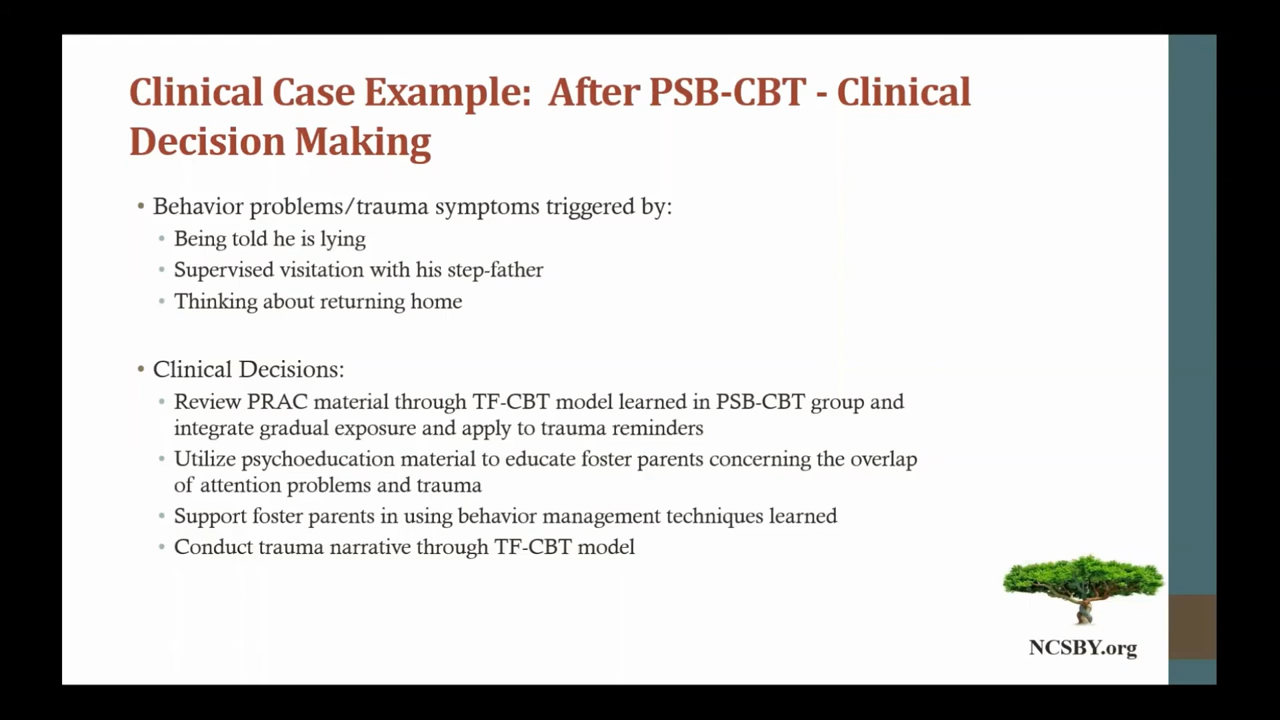 Clinical Case Example:  After PSB-CBT - Clinical
Decision Making
• Behavior problems/trauma symptoms triggered by:
• Being told he is lying
• Supervised visitation with his step-father
• Thinking about returning home
• Clinical Decisions:
• Review PRAC material through TF-CBT model learned in PSB-CBT group and
integrate gradual exposure and apply to trauma reminders
• Utilize psychoeducation material to educate foster parents concerning the overlap
of attention problems and trauma
• Support foster parents in using behavior management techniques learned
• Conduct trauma narrative through TF-CBT model
NCSBY.org